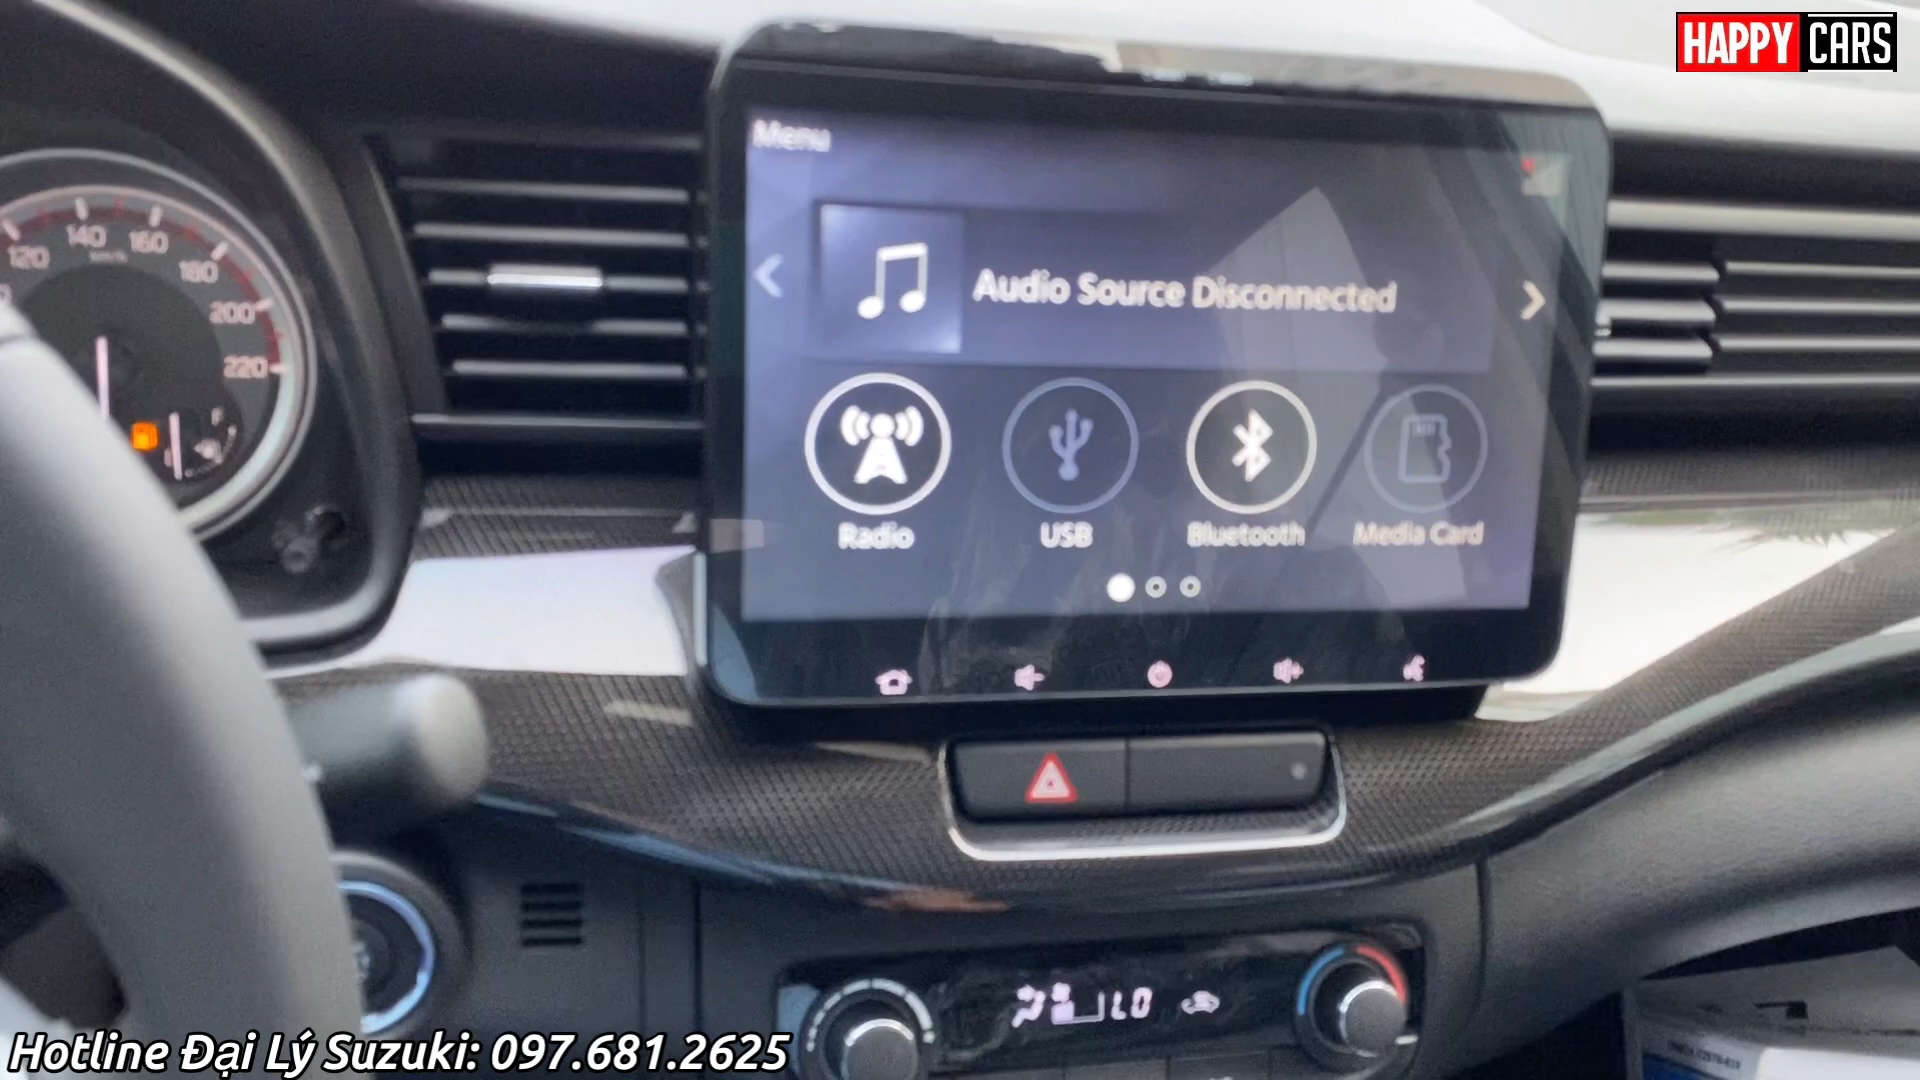 HAPPY CARS
Menu
Audio Source Disconnected
Radio USB Bluetooth Media Card
120 140 160 180 200 220
km/h
F
LO
Hotline Đại Lý Suzuki: 097.681.2625